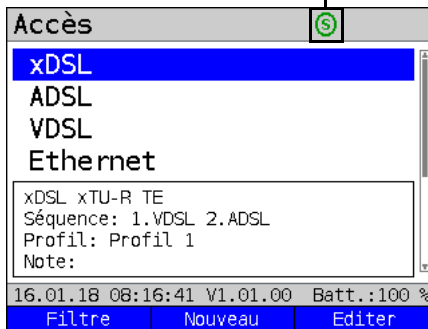 Accès S
xDSL
ADSL
VDSL
Ethernet
xDSL xTU-R TE
Séquence: 1.VDSL 2.ADSL
Profil: Profil 1
Note:
16.01.18 08:16:41 V1.01.00 Batt.:100 %
Filtre Nouveau Editer